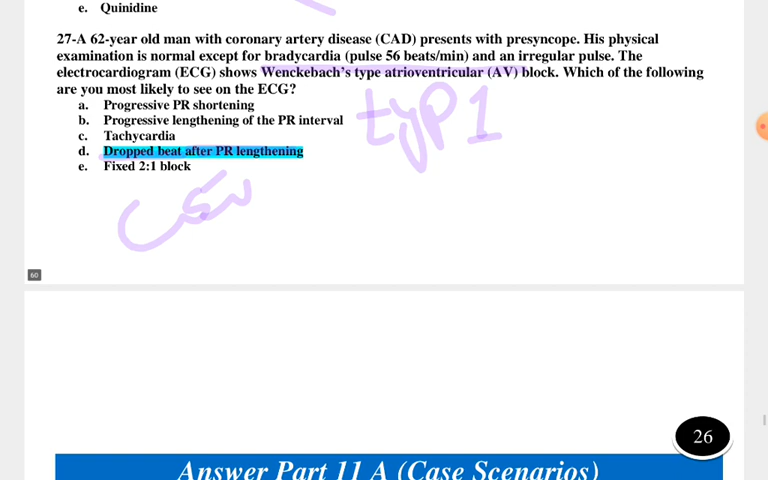 e. Quinidine
27-A 62-year old man with coronary artery disease (CAD) presents with presyncope. His physical
examination is normal except for bradycardia (pulse 56 beats/min) and an irregular pulse. The
electrocardiogram (ECG) shows Wenckebach's type atrioventricular (AV) block. Which of the following
are you most likely to see on the ECG?
a. Progressive PR shortening
b. Progressive lengthening of the PR interval
c. Tachycardia
d. Dropped beat after PR lengthening
e. Fixed 2:1 block
typ 1
60
26
Answer Part 11 A (Case Scenarios)